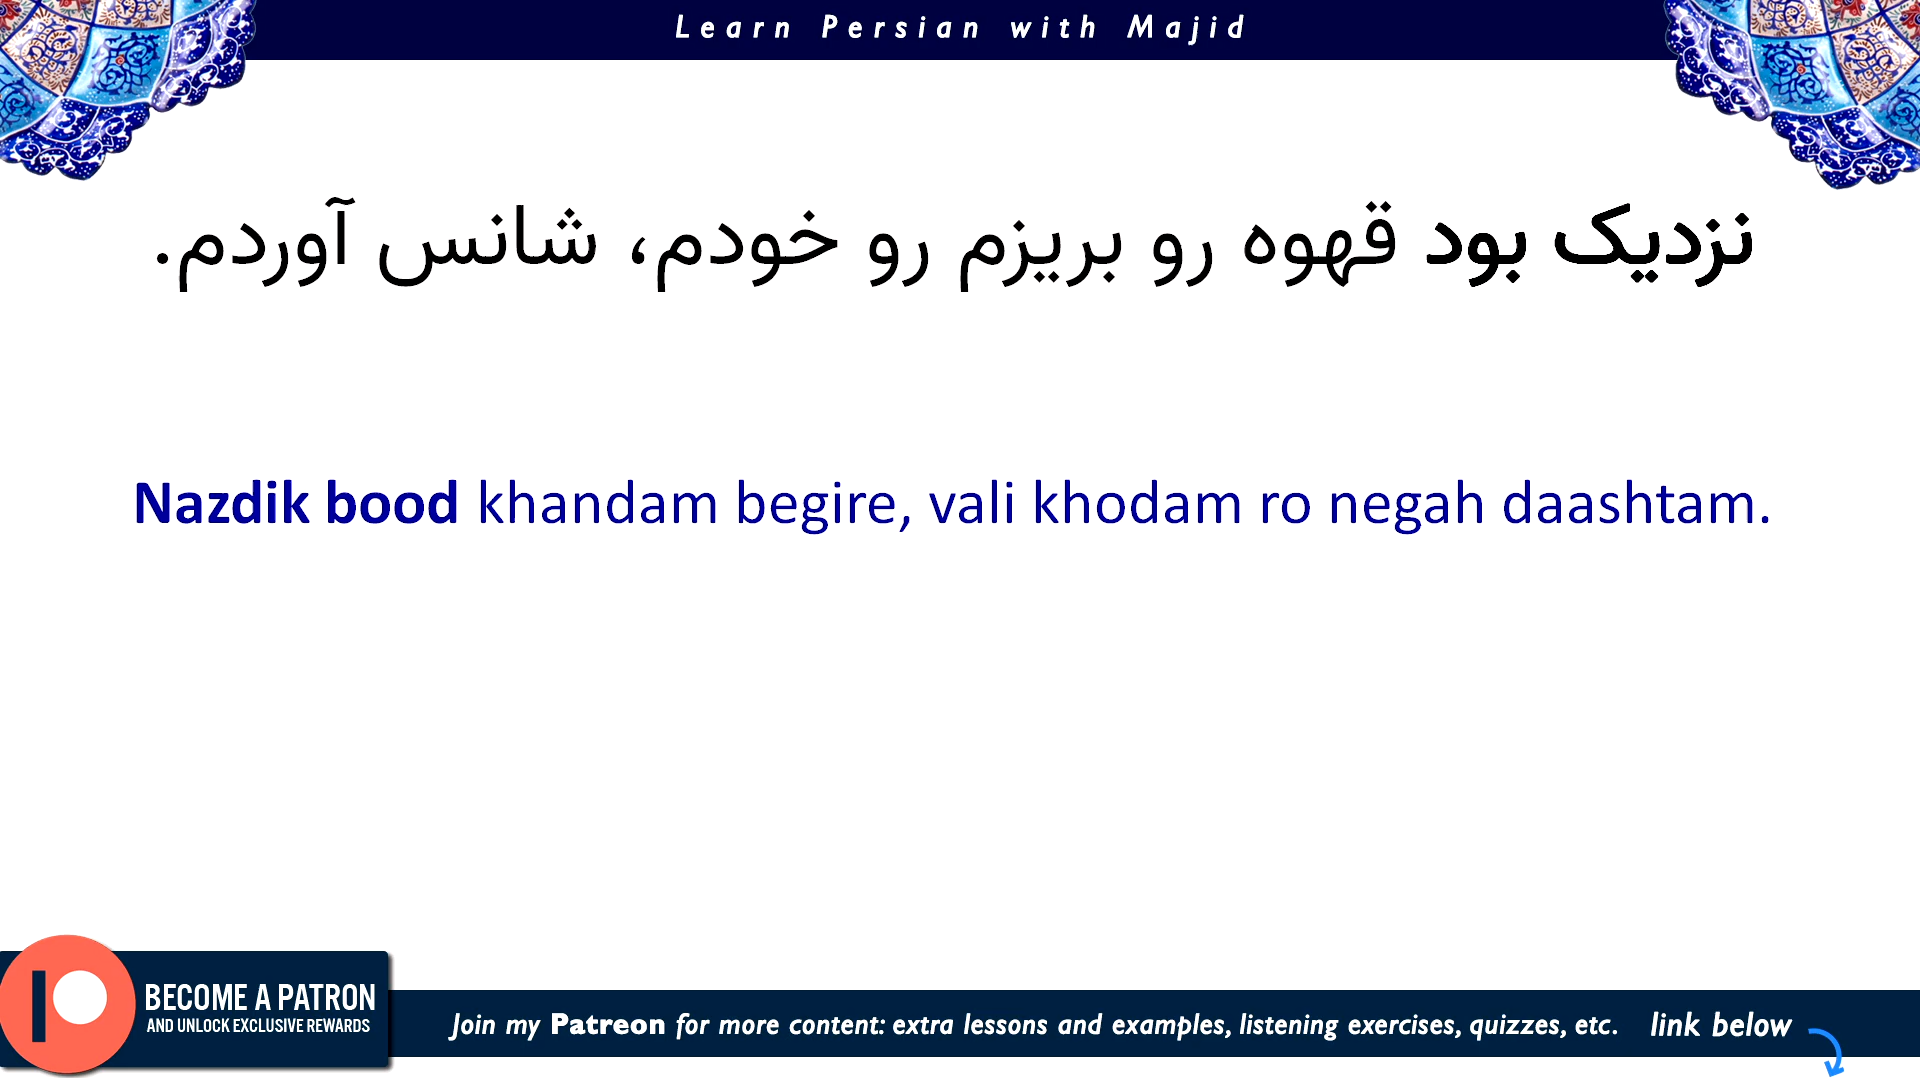 Learn Persian with Majid
نزدیک بود قهوه رو بریزم رو خودم، شانس آوردم.
Nazdik bood khandam begire, vali khodam ro negah daashtam.
BECOME A PATRON
AND UNLOCK EXCLUSIVE REWARDS
Join my Patreon for more content: extra lessons and examples, listening exercises, quizzes, etc. link below